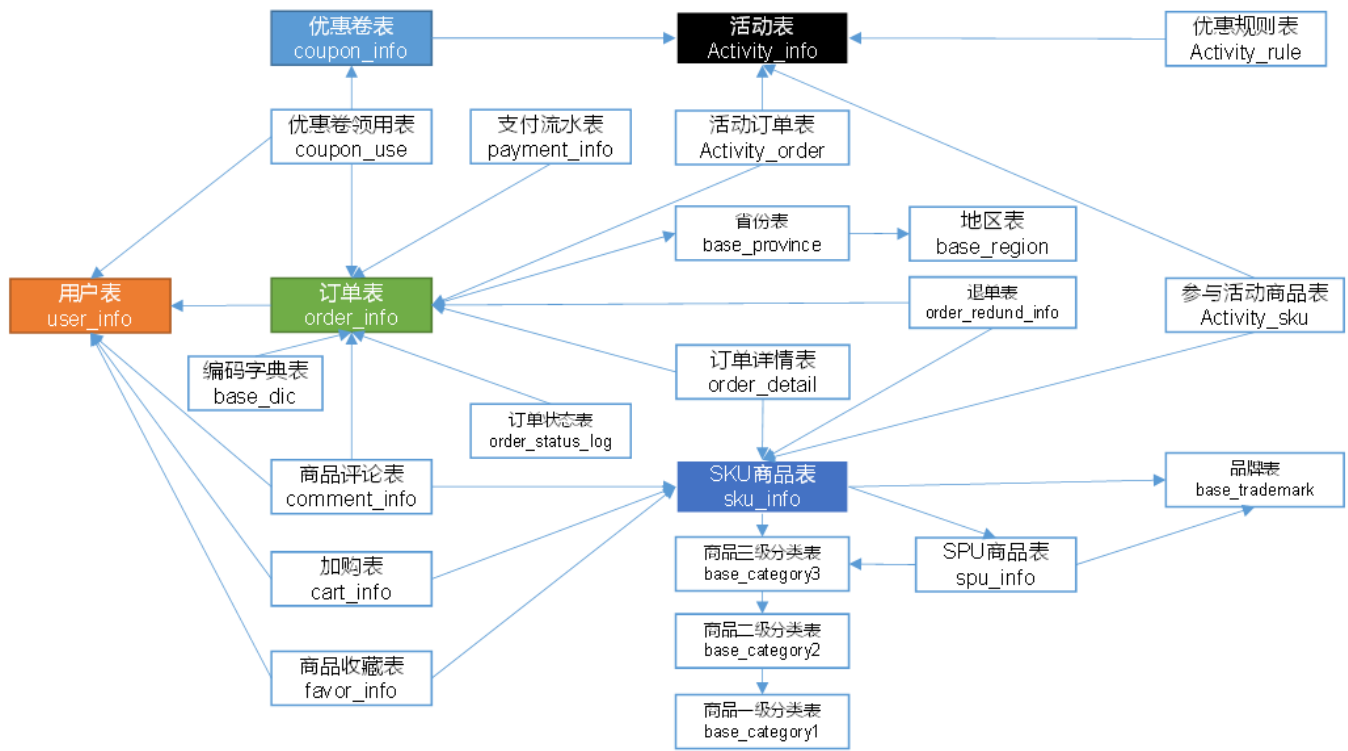 优惠卷表
coupon_info
活动表
Activity_info
优惠规则表
Activity_rule
优惠卷领用表
coupon_use
支付流水表
payment_info
活动订单表
Activity_order
省份表
base_province
地区表
base_region
用户表
user_info
订单表
order_info
退单表
order_redund_info
参与活动商品表
Activity_sku
编码字典表
base_dic
订单详情表
order_detail
订单状态表
order_status_log
商品评论表
comment_info
SKU商品表
sku_info
品牌表
base_trademark
加购表
cart_info
商品三级分类表
base_category3
SPU商品表
spu_info
商品二级分类表
base_category2
商品收藏表
favor_info
商品一级分类表
base_category1